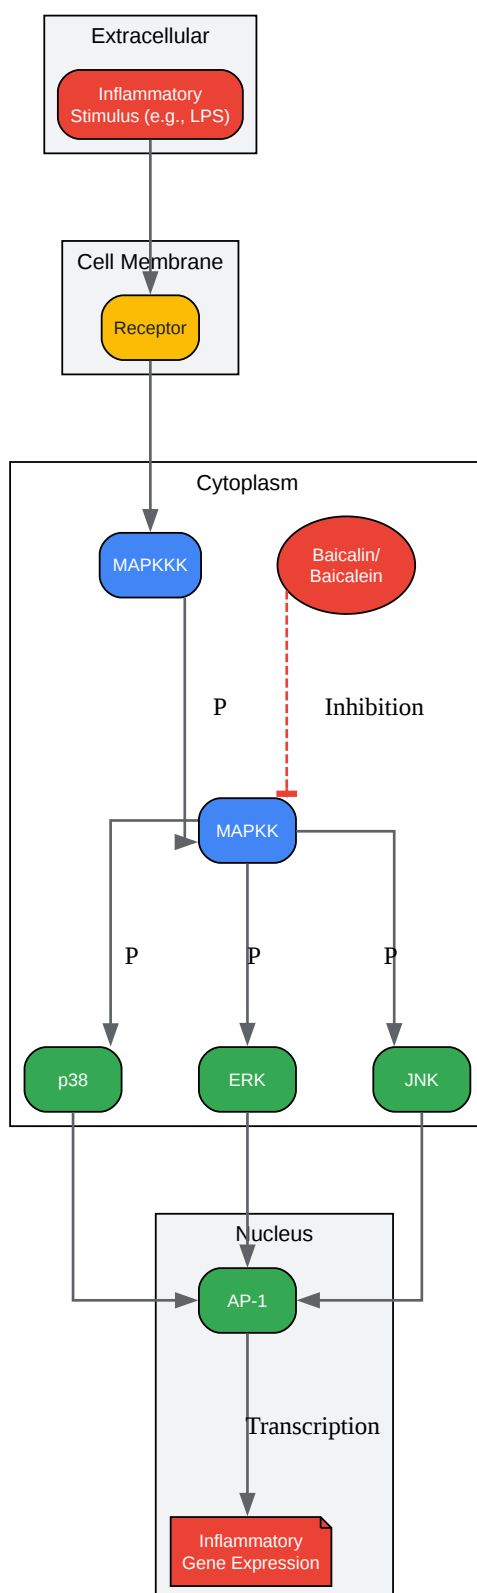 Extracellular
Inflammatory
Stimulus (e.g., LPS)
Cell Membrane
Receptor
Cytoplasm
MAPKKK
Baicalin/
Baicalein
P
Inhibition
MAPKK
P
P
P
p38
ERK
JNK
Nucleus
AP-1
Transcription
Inflammatory
Gene Expression